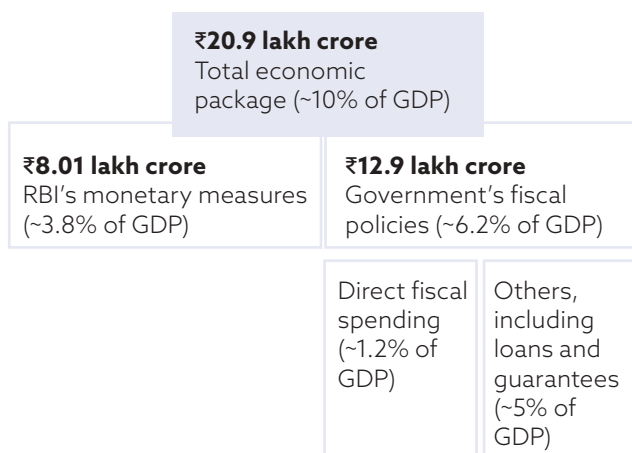 ₹20.9 lakh crore
Total economic
package (~10% of GDP)
₹8.01 lakh crore
RBI's monetary measures
(~3.8% of GDP)
₹12.9 lakh crore
Government's fiscal
policies (~6.2% of GDP)
Direct fiscal
spending
(~1.2% of
GDP)
Others,
including
loans and
guarantees
(~5% of
GDP)